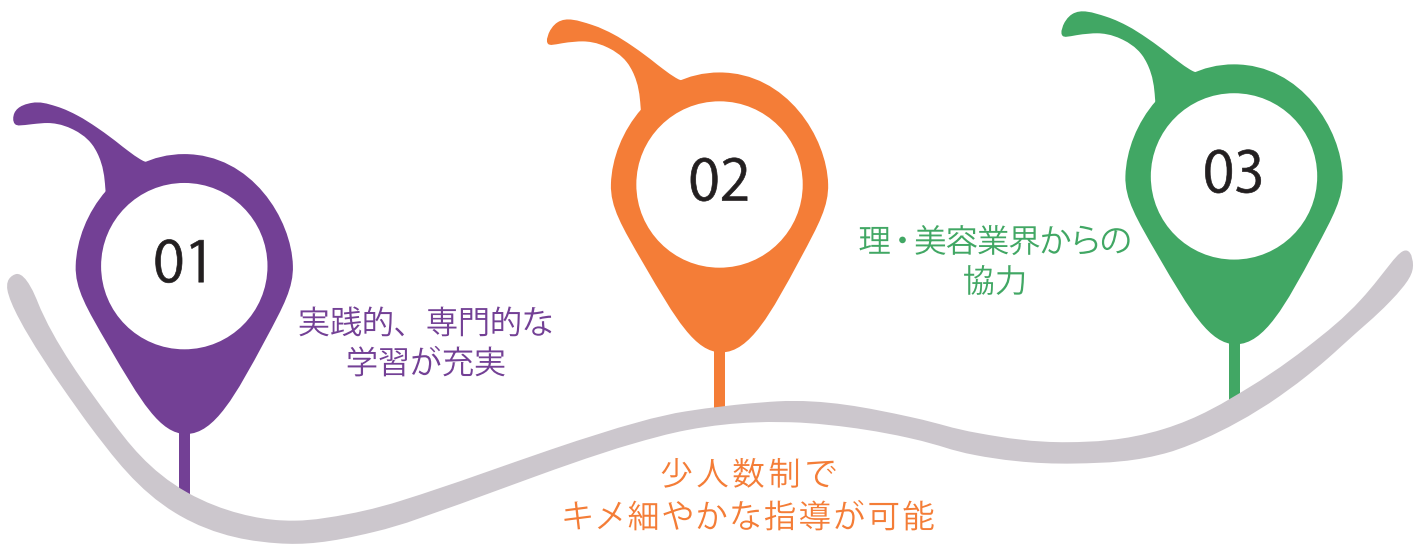 01
実践的、専門的な
学習が充実
02
少人数制で
キメ細やかな指導が可能
03
理・美容業界からの
協力